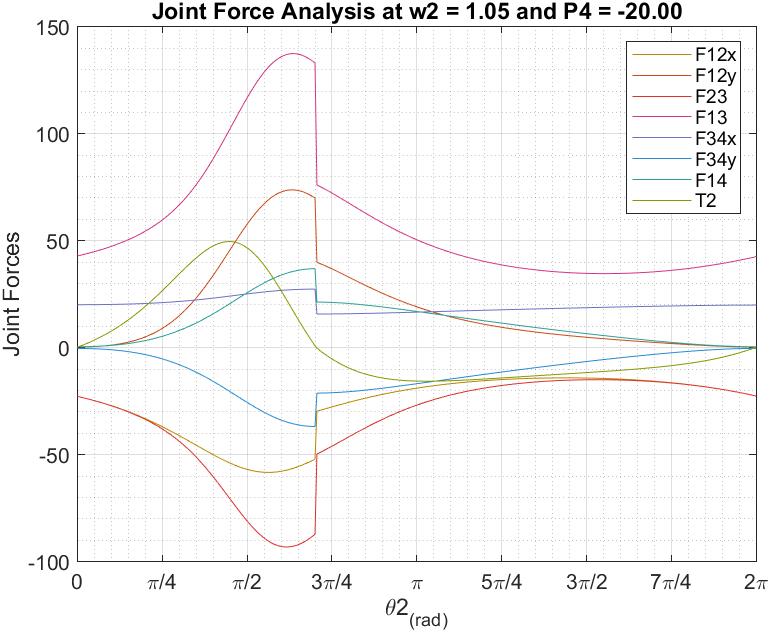 Joint Force Analysis at w2 = 1.05 and P4 = -20.00
150
100
50
0
-50
-100
Joint Forces
F12x
F12y
F23
F13
F34x
F34y
F14
T2
0
π/4
π/2
3π/4
π
5π/4
3π/2
7π/4
2π
θ2(rad)